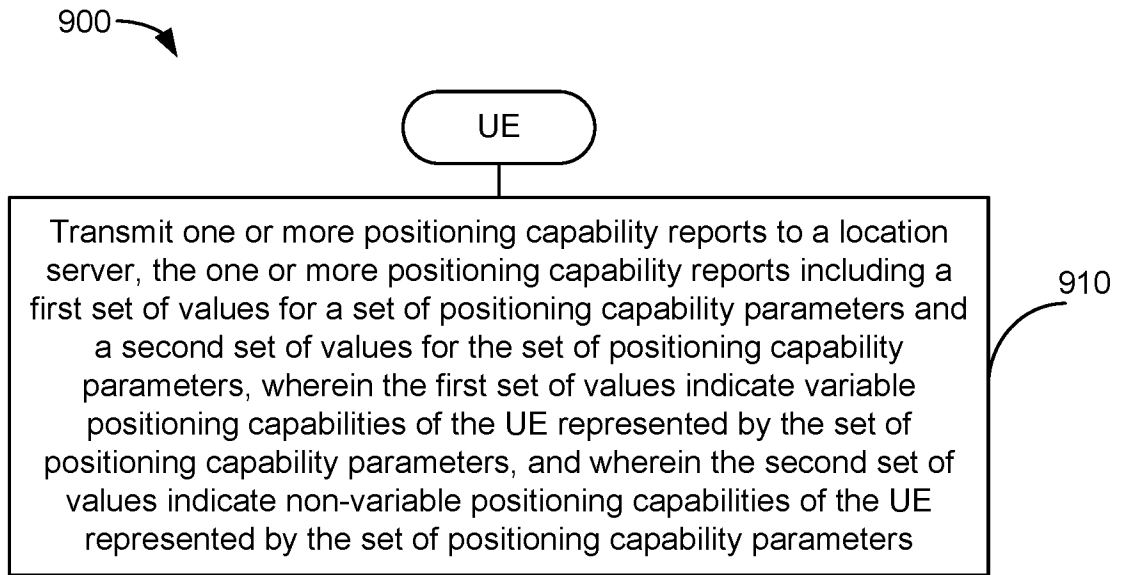 900
UE
Transmit one or more positioning capability reports to a location
server, the one or more positioning capability reports including a
first set of values for a set of positioning capability parameters and
a second set of values for the set of positioning capability
parameters, wherein the first set of values indicate variable
positioning capabilities of the UE represented by the set of
positioning capability parameters, and wherein the second set of
values indicate non-variable positioning capabilities of the UE
represented by the set of positioning capability parameters
910